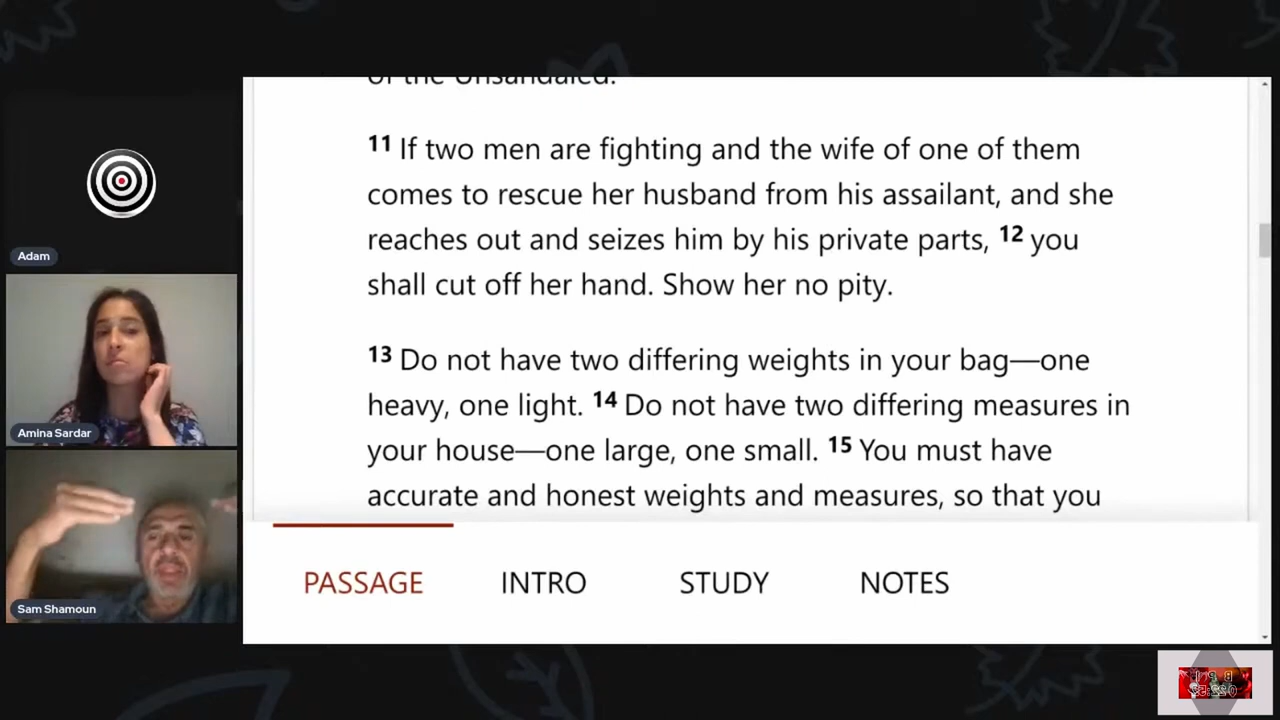 of the Unsandaled.
11 If two men are fighting and the wife of one of them
comes to rescue her husband from his assailant, and she
reaches out and seizes him by his private parts, 12 you
shall cut off her hand. Show her no pity.
13 Do not have two differing weights in your bag—one
heavy, one light. 14 Do not have two differing measures in
your house—one large, one small. 15 You must have
accurate and honest weights and measures, so that you
PASSAGE INTRO STUDY NOTES
Adam
Amina Sardar
Sam Shamoun